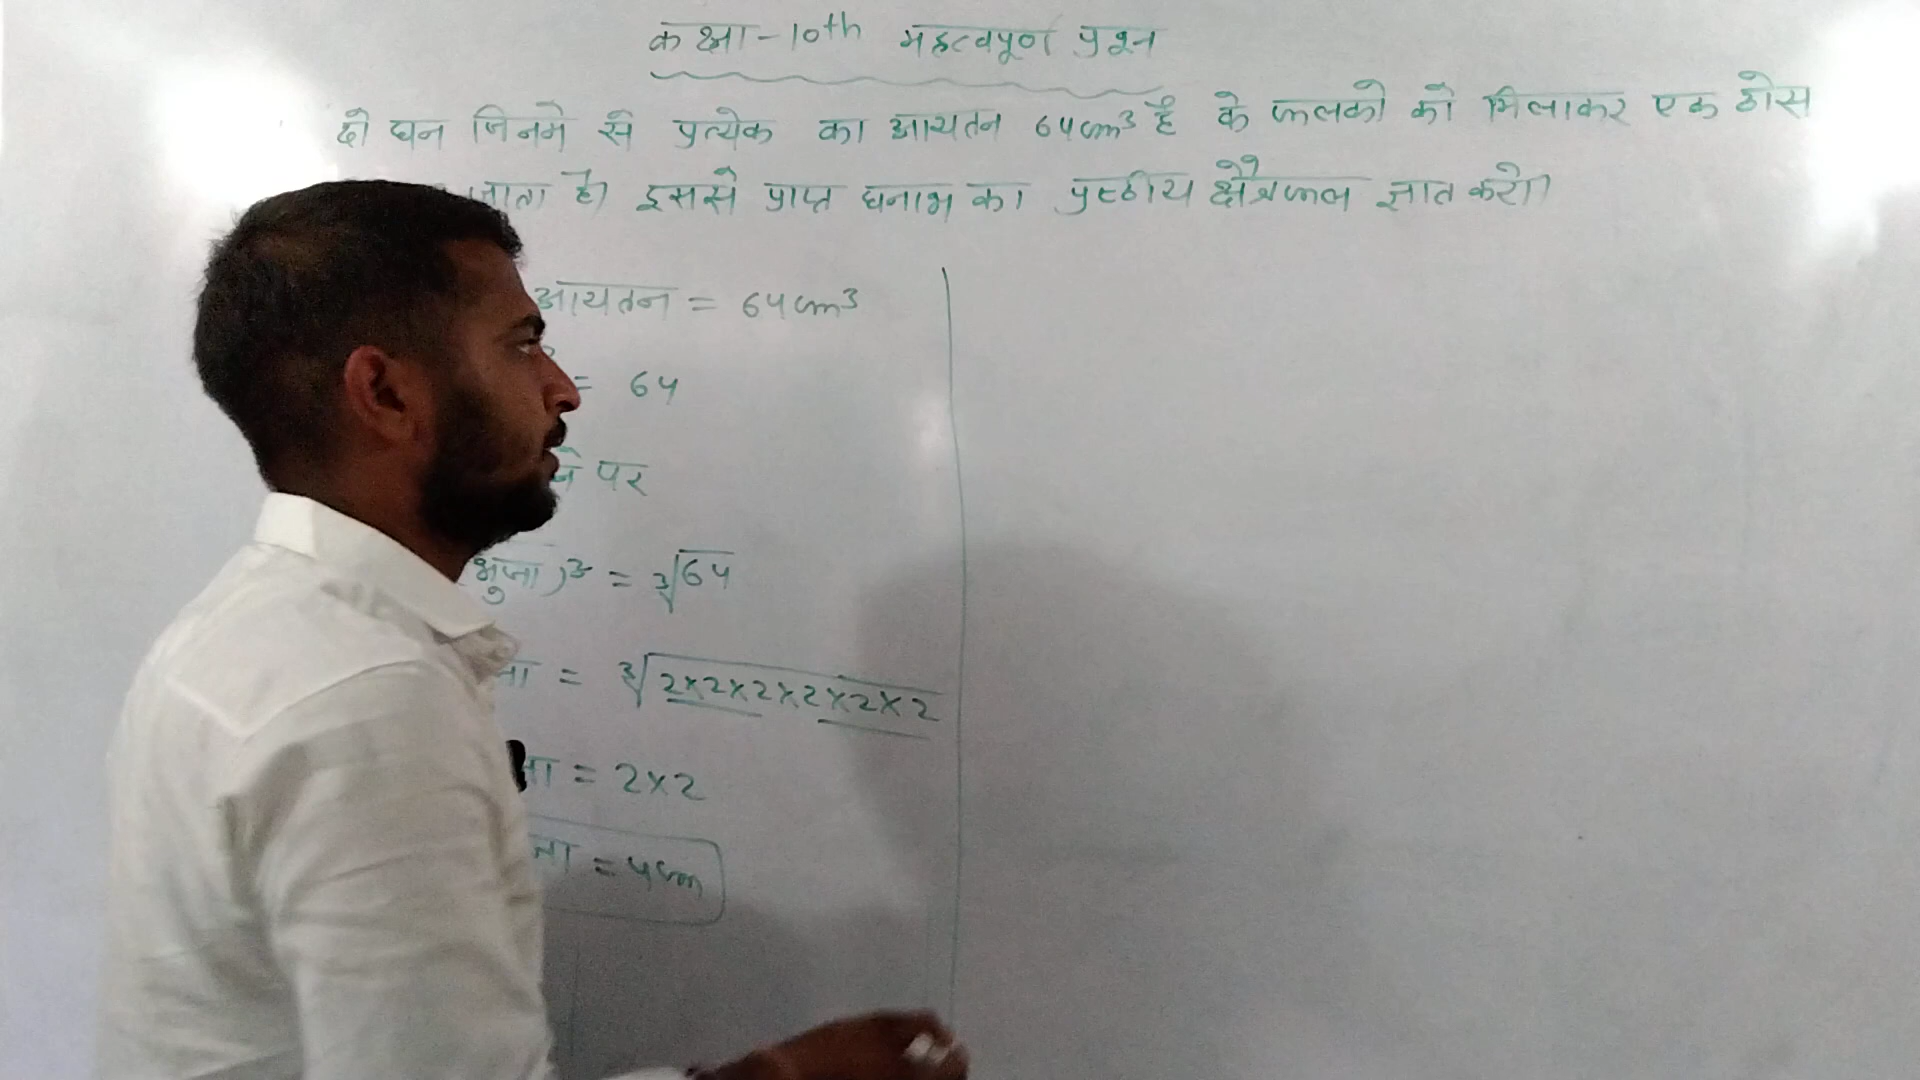 कक्षा - 10th महत्वपूर्ण प्रश्न
दो घन जिनमे से प्रत्येक का आयतन 64cm³ है के फलको को मिलाकर एक ठोस
जाता है। इससे प्राप्त घनाभ का पृष्ठीय क्षेत्रफल ज्ञात करो।
आयतन = 64cm³
= 64
पर
भुजा)³ = ∛64
= ∛2×2×2×2×2×2
= 2×2
= 4cm